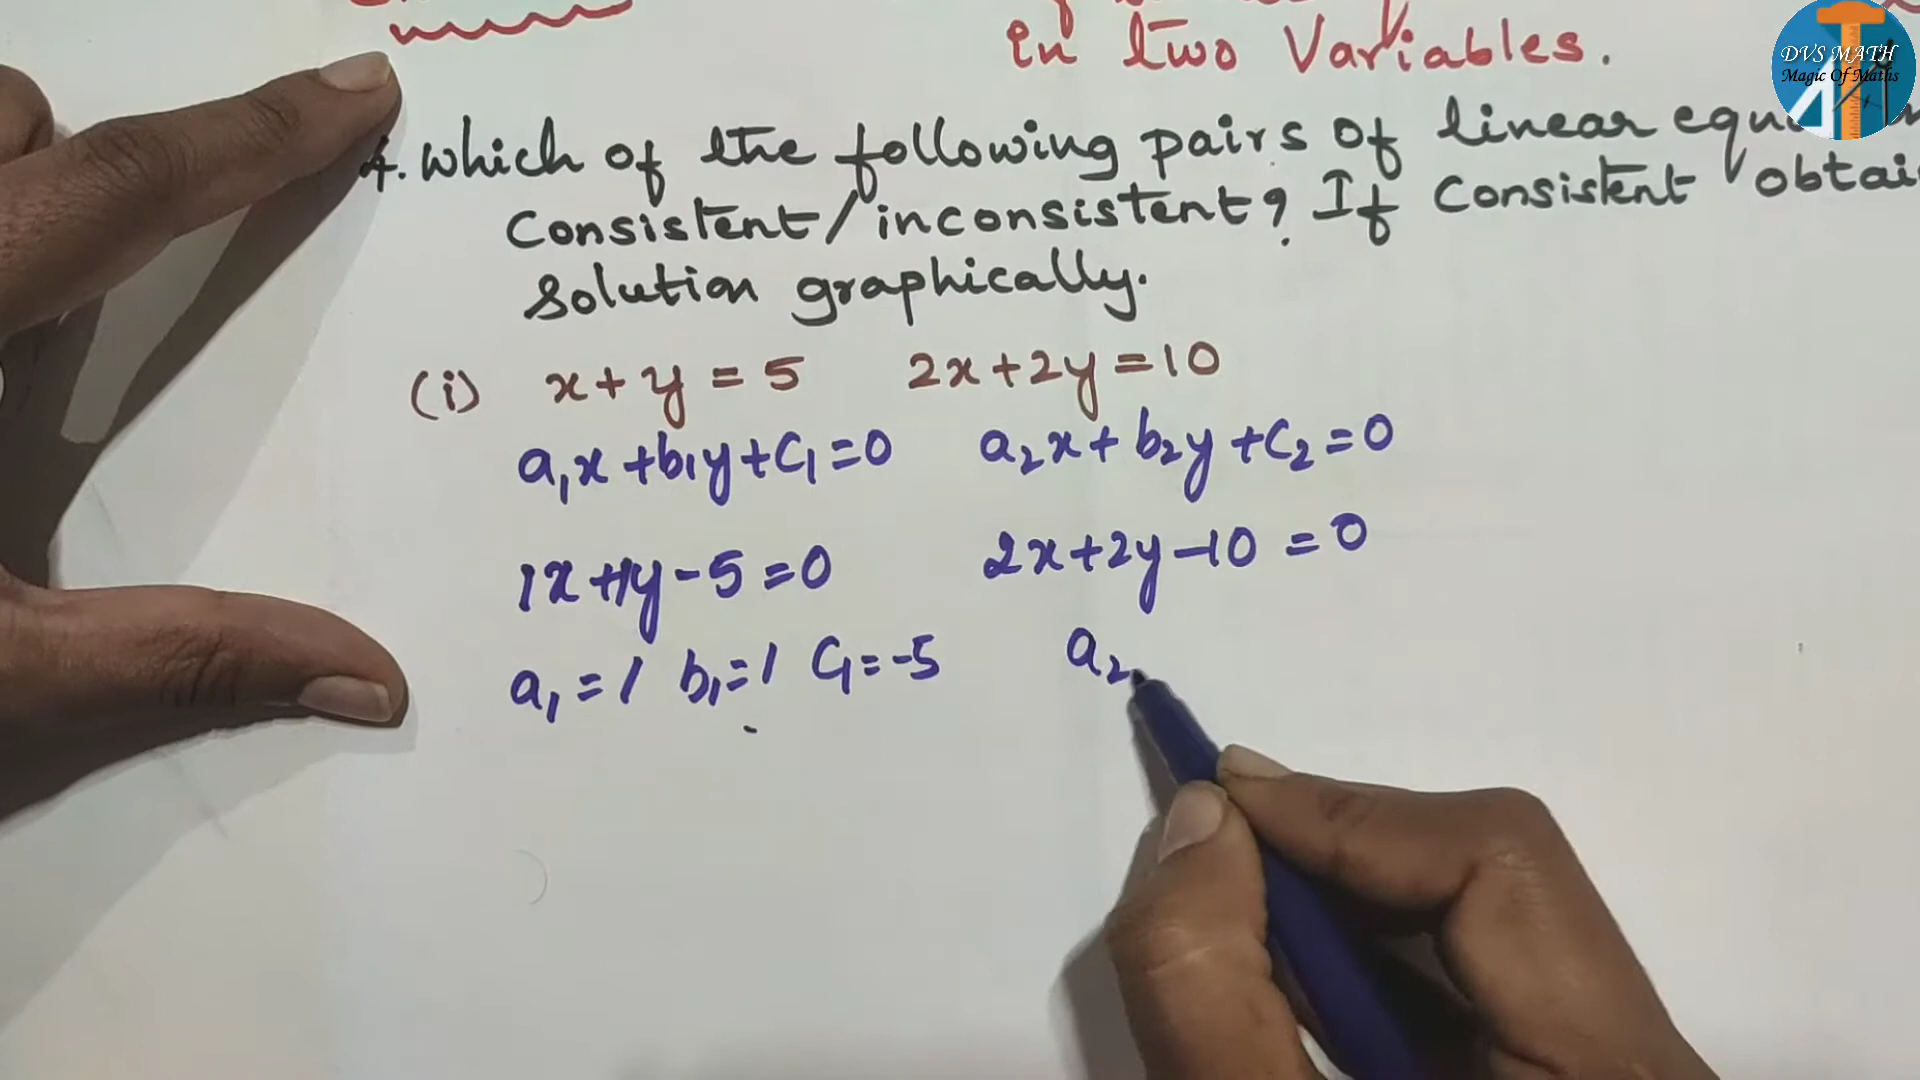 in two Variables.
DVS MATH
Magic Of Maths
4. Which of the following pairs of linear
Consistent/inconsistent? If Consistent
Solution graphically.
(i) x+y=5 2x+2y=10
a₁x+b₁y+C₁=0 a₂x+b₂y+C₂=0
1x+1y-5=0 2x+2y-10=0
a₁=1 b₁=1 C₁=-5 a₂